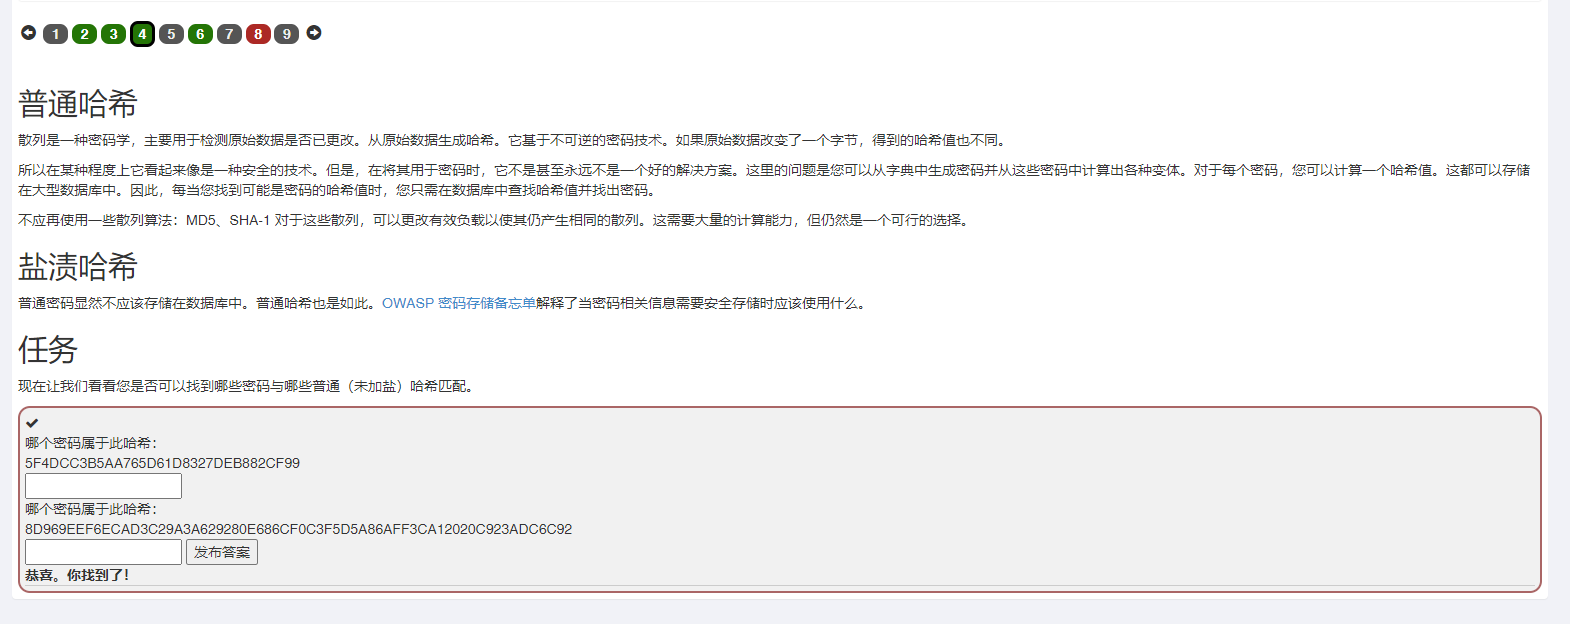 1 2 3 4 5 6 7 8 9
普通哈希
散列是一种密码学，主要用于检测原始数据是否已更改。从原始数据生成哈希。它基于不可逆的密码技术。如果原始数据改变了一个字节，得到的哈希值也不同。
所以在某种程度上它看起来像是一种安全的技术。但是，在将其用于密码时，它不是甚至永远不是一个好的解决方案。这里的问题是您可以从字典中生成密码并从这些密码中计算出各种变体。对于每个密码，您可以计算一个哈希值。这都可以存储
在大型数据库中。因此，每当您找到可能是密码的哈希值时，您只需在数据库中查找哈希值并找出密码。
不应再使用一些散列算法：MD5、SHA-1 对于这些散列，可以更改有效负载以使其仍产生相同的散列。这需要大量的计算能力，但仍然是一个可行的选择。
盐渍哈希
普通密码显然不应该存储在数据库中。普通哈希也是如此。OWASP 密码存储备忘单解释了当密码相关信息需要安全存储时应该使用什么。
任务
现在让我们看看您是否可以找到哪些密码与哪些普通（未加盐）哈希匹配。
哪个密码属于此哈希：
5F4DCC3B5AA765D61D8327DEB882CF99
哪个密码属于此哈希：
8D969EEF6ECAD3C29A3A629280E686CF0C3F5D5A86AFF3CA12020C923ADC6C92
发布答案
恭喜。你找到了！